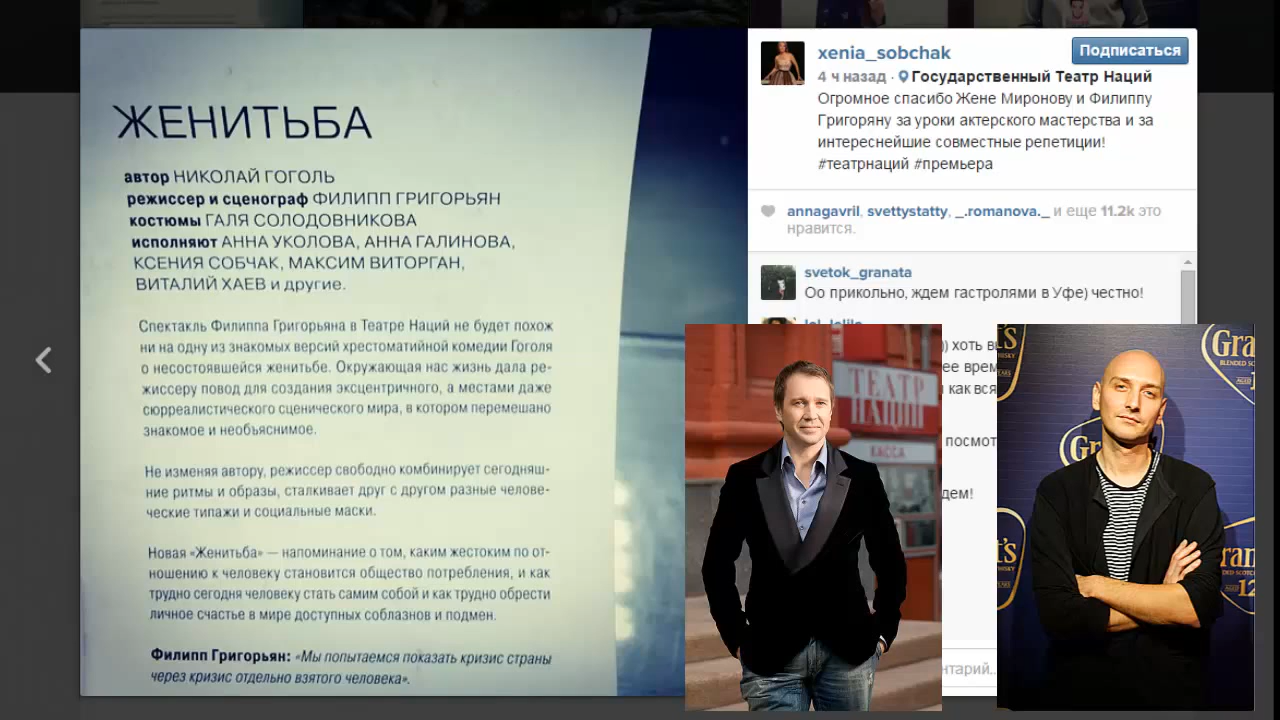 ЖЕНИТЬБА
автор НИКОЛАЙ ГОГОЛЬ
режиссер и сценограф ФИЛИПП ГРИГОРЬЯН
костюмы ГАЛЯ СОЛОДОВНИКОВА
исполняют АННА УКОЛОВА, АННА ГАЛИНОВА,
КСЕНИЯ СОБЧАК, МАКСИМ ВИТОРГАН,
ВИТАЛИЙ ХАЕВ и другие.
Спектакль Филиппа Григорьяна в Театре Наций не будет похож
ни на одну из знакомых версий хрестоматийной комедии Гоголя
о несостоявшейся женитьбе. Окружающая нас жизнь дала ре-
жиссеру повод для создания эксцентричного, а местами даже
сюрреалистического сценического мира, в котором перемешано
знакомое и необъяснимое.
Не изменяя автору, режиссер свободно комбинирует сегодняш-
ние ритмы и образы, сталкивает друг с другом разные челове-
ческие типажи и социальные маски.
Новая «Женитьба» — напоминание о том, каким жестоким по от-
ношению к человеку становится общество потребления, и как
трудно сегодня человеку стать самим собой и как трудно обрести
личное счастье в мире доступных соблазнов и подмен.
Филипп Григорьян: «Мы попытаемся показать кризис страны
через кризис отдельно взятого человека».
xenia_sobchak
Подписаться
4 ч назад · Государственный Театр Наций
Огромное спасибо Жене Миронову и Филиппу
Григоряну за уроки актерского мастерства и за
интереснейшие совместные репетиции!
#театрнаций #премьера
annagavril, svettystatty, _.romanova._ и еще 11.2k это
нравится.
svetok_granata
Оо прикольно, ждем гастролями в Уфе) честно!
) хоть
ее
как вся
посмот
дем!
нтарий...
ТЕАТР
НАЦИЙ
КАССА
Grant's
12